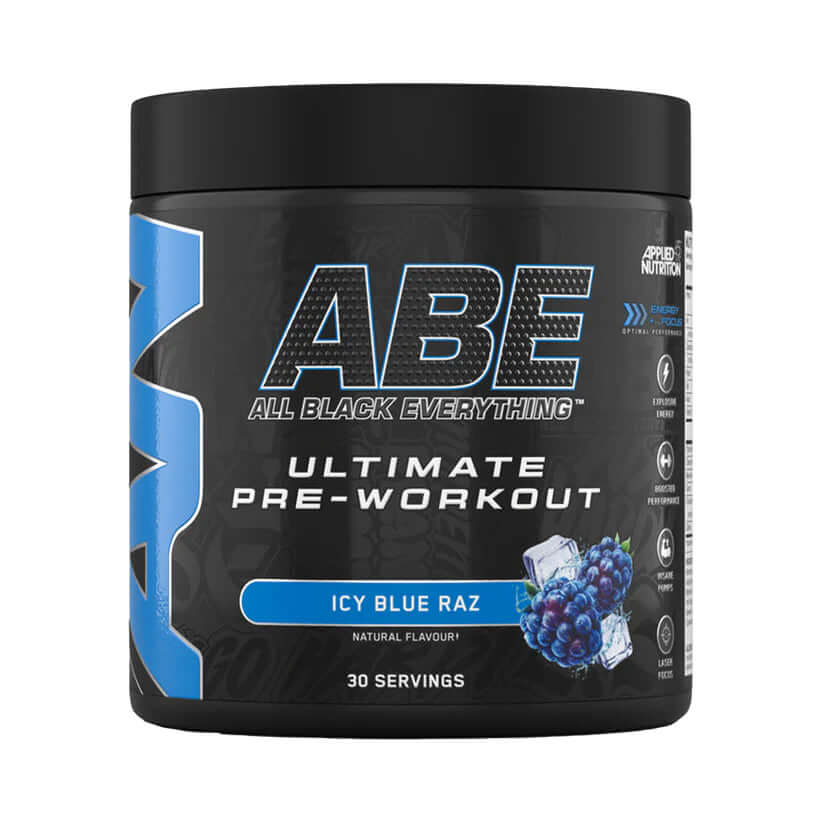 ABE
ALL BLACK EVERYTHING™
ULTIMATE
PRE-WORKOUT
ICY BLUE RAZ
NATURAL FLAVOUR¹
30 SERVINGS
APPLIED
NUTRITION
ENERGY
FOCUS
OPTIMAL PERFORMANCE
EXPLOSIVE
ENERGY
BOOSTED
PERFORMANCE
INSANE
PUMPS
LASER
FOCUS